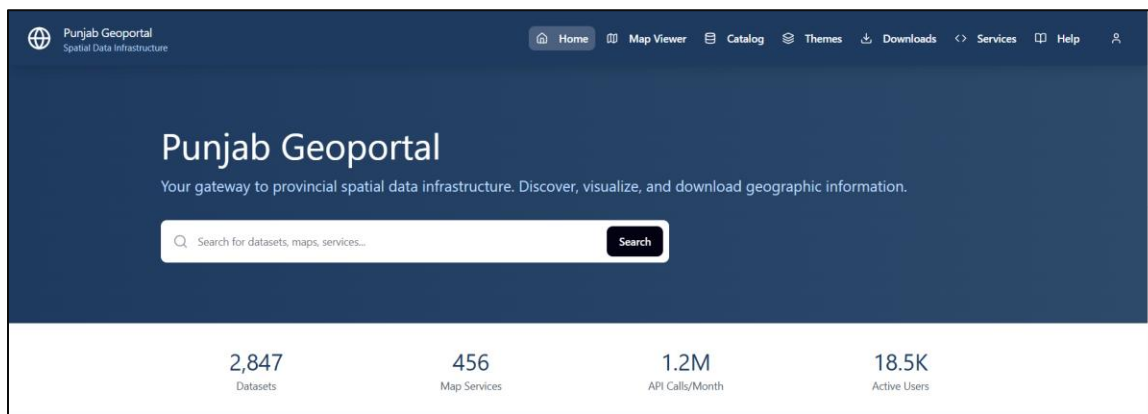 Punjab Geoportal
Spatial Data Infrastructure
Home Map Viewer Catalog Themes Downloads Services Help
Punjab Geoportal
Your gateway to provincial spatial data infrastructure. Discover, visualize, and download geographic information.
Search for datasets, maps, services... Search
2,847 456 1.2M 18.5K
Datasets Map Services API Calls/Month Active Users